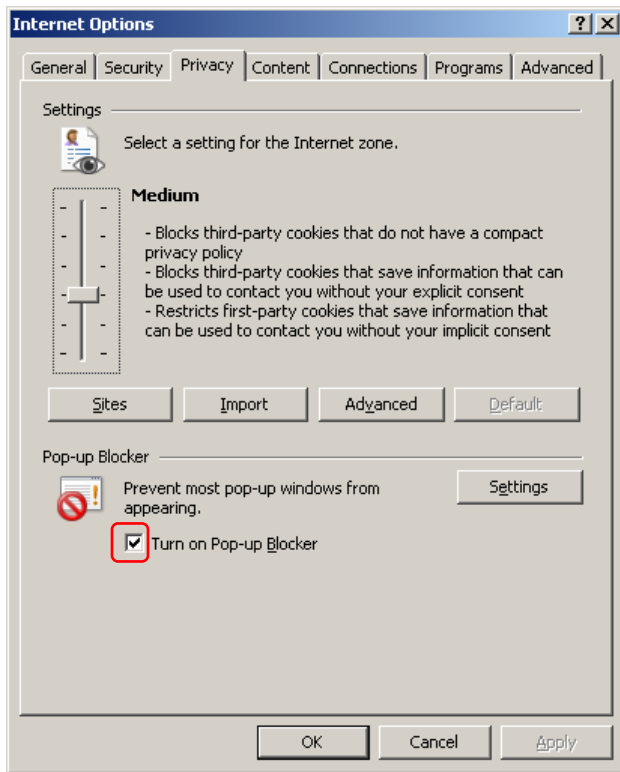 Internet Options
General Security Privacy Content Connections Programs Advanced
Settings
Select a setting for the Internet zone.
Medium
- Blocks third-party cookies that do not have a compact
privacy policy
- Blocks third-party cookies that save information that can
be used to contact you without your explicit consent
- Restricts first-party cookies that save information that
can be used to contact you without your implicit consent
Sites Import Advanced Default
Pop-up Blocker
Prevent most pop-up windows from
appearing.
Settings
Turn on Pop-up Blocker
OK Cancel Apply